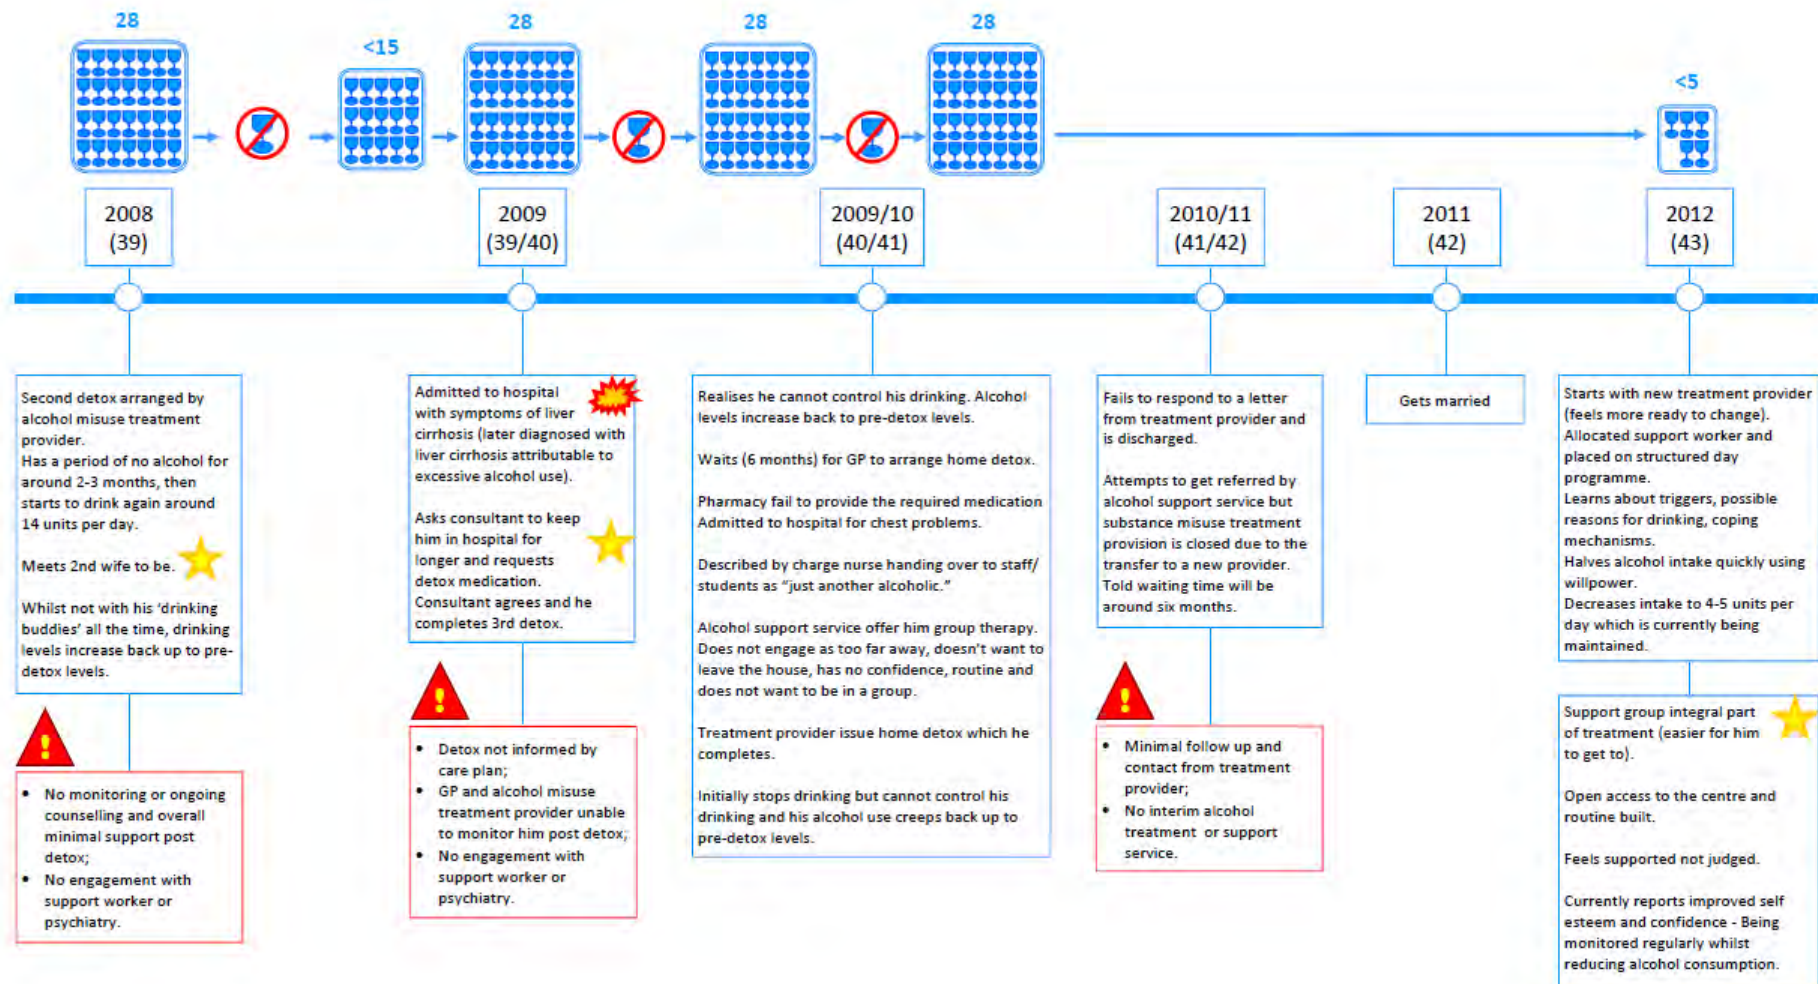 28
<15
28
28
28
<5
2008
(39)
2009
(39/40)
2009/10
(40/41)
2010/11
(41/42)
2011
(42)
2012
(43)
Second detox arranged by
alcohol misuse treatment
provider.
Has a period of no alcohol for
around 2-3 months, then
starts to drink again around
14 units per day.
Meets 2nd wife to be.
Whilst not with his ‘drinking
buddies’ all the time, drinking
levels increase back up to pre-
detox levels.
!
• No monitoring or ongoing
counselling and overall
minimal support post
detox;
• No engagement with
support worker or
psychiatry.
Admitted to hospital
with symptoms of liver
cirrhosis (later diagnosed with
liver cirrhosis attributable to
excessive alcohol use).
Asks consultant to keep
him in hospital for
longer and requests
detox medication.
Consultant agrees and he
completes 3rd detox.
!
• Detox not informed by
care plan;
• GP and alcohol misuse
treatment provider unable
to monitor him post detox;
• No engagement with
support worker or
psychiatry.
Realises he cannot control his drinking. Alcohol
levels increase back to pre-detox levels.
Waits (6 months) for GP to arrange home detox.
Pharmacy fail to provide the required medication
Admitted to hospital for chest problems.
Described by charge nurse handing over to staff/
students as “just another alcoholic.”
Alcohol support service offer him group therapy.
Does not engage as too far away, doesn’t want to
leave the house, has no confidence, routine and
does not want to be in a group.
Treatment provider issue home detox which he
completes.
Initially stops drinking but cannot control his
drinking and his alcohol use creeps back up to
pre-detox levels.
Fails to respond to a letter
from treatment provider and
is discharged.
Attempts to get referred by
alcohol support service but
substance misuse treatment
provision is closed due to the
transfer to a new provider.
Told waiting time will be
around six months.
!
• Minimal follow up and
contact from treatment
provider;
• No interim alcohol
treatment or support
service.
Gets married
Starts with new treatment provider
(feels more ready to change).
Allocated support worker and
placed on structured day
programme.
Learns about triggers, possible
reasons for drinking, coping
mechanisms.
Halves alcohol intake quickly using
willpower.
Decreases intake to 4-5 units per
day which is currently being
maintained.
Support group integral part
of treatment (easier for him
to get to).
Open access to the centre and
routine built.
Feels supported not judged.
Currently reports improved self
esteem and confidence - Being
monitored regularly whilst
reducing alcohol consumption.